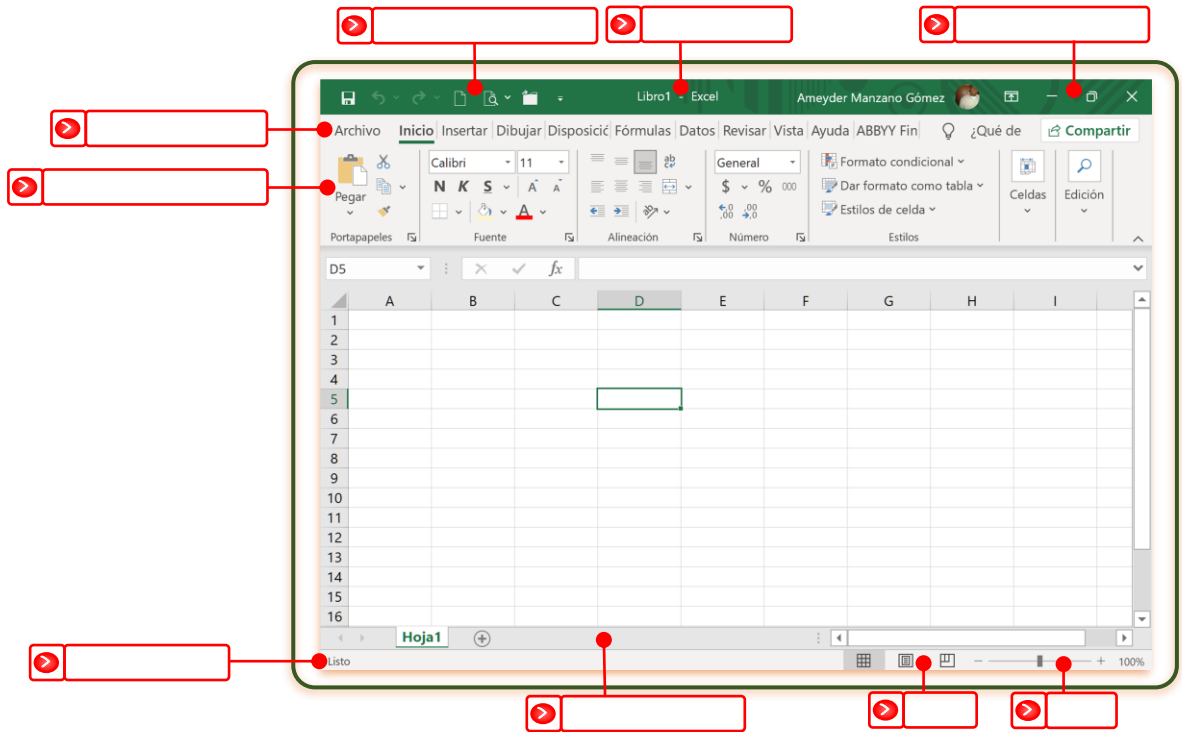 Libro1 - Excel Ameyder Manzano Gómez
Archivo Inicio Insertar Dibujar Disposició Fórmulas Datos Revisar Vista Ayuda ABBYY Fin ¿Qué de Compartir
Calibri 11 ab General Formato condicional
Pegar N K S A A $ % 000 Dar formato como tabla Celdas Edición
A Estilos de celda
Portapapeles Fuente Alineación Número Estilos
D5 fx
A B C D E F G H I
1
2
3
4
5
6
7
8
9
10
11
12
13
14
15
16
Hoja1
Listo 100%